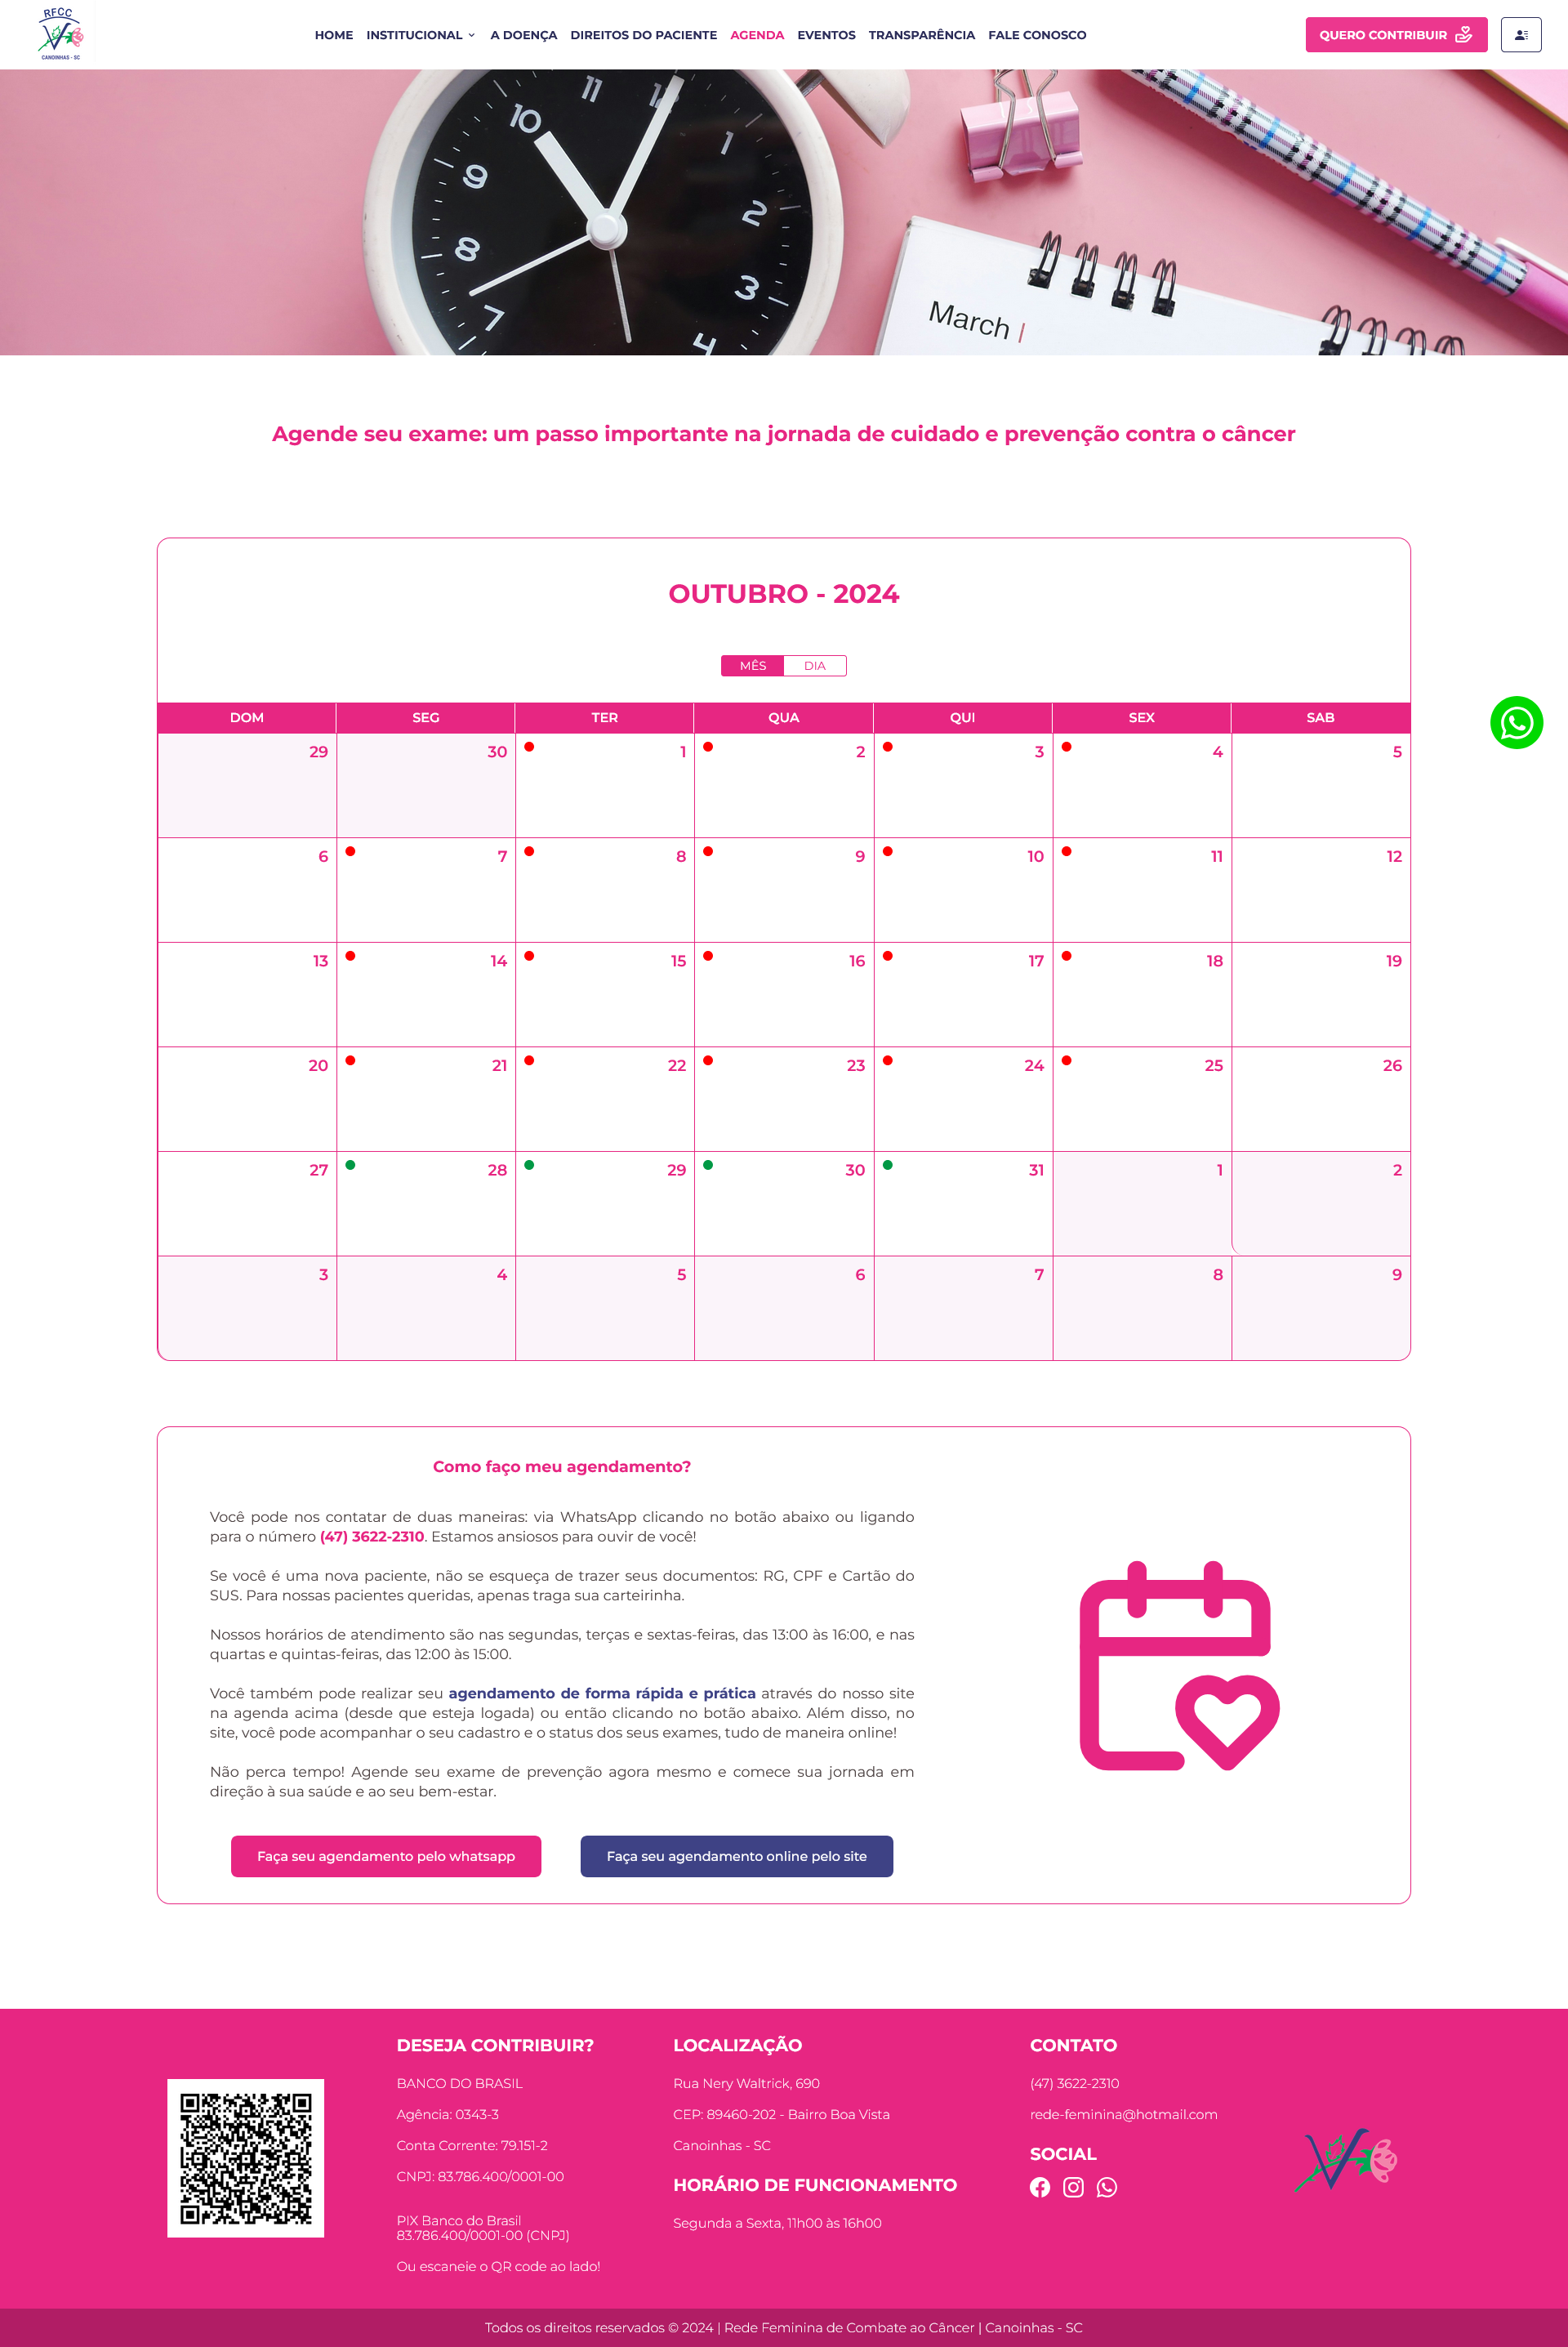 RFCC
CANOINHAS - SC
HOME INSTITUCIONAL A DOENÇA DIREITOS DO PACIENTE AGENDA EVENTOS TRANSPARÊNCIA FALE CONOSCO
QUERO CONTRIBUIR
10 11 12 1
9 2
8 3
7 4
March
Agende seu exame: um passo importante na jornada de cuidado e prevenção contra o câncer
OUTUBRO - 2024
MÊS DIA
DOM SEG TER QUA QUI SEX SAB
29 30 1 2 3 4 5
6 7 8 9 10 11 12
13 14 15 16 17 18 19
20 21 22 23 24 25 26
27 28 29 30 31 1 2
3 4 5 6 7 8 9
Como faço meu agendamento?
Você pode nos contatar de duas maneiras: via WhatsApp clicando no botão abaixo ou ligando
para o número (47) 3622-2310. Estamos ansiosos para ouvir de você!
Se você é uma nova paciente, não se esqueça de trazer seus documentos: RG, CPF e Cartão do
SUS. Para nossas pacientes queridas, apenas traga sua carteirinha.
Nossos horários de atendimento são nas segundas, terças e sextas-feiras, das 13:00 às 16:00, e nas
quartas e quintas-feiras, das 12:00 às 15:00.
Você também pode realizar seu agendamento de forma rápida e prática através do nosso site
na agenda acima (desde que esteja logada) ou então clicando no botão abaixo. Além disso, no
site, você pode acompanhar o seu cadastro e o status dos seus exames, tudo de maneira online!
Não perca tempo! Agende seu exame de prevenção agora mesmo e comece sua jornada em
direção à sua saúde e ao seu bem-estar.
Faça seu agendamento pelo whatsapp
Faça seu agendamento online pelo site
DESEJA CONTRIBUIR?
BANCO DO BRASIL
Agência: 0343-3
Conta Corrente: 79.151-2
CNPJ: 83.786.400/0001-00
PIX Banco do Brasil
83.786.400/0001-00 (CNPJ)
Ou escaneie o QR code ao lado!
LOCALIZAÇÃO
Rua Nery Waltrick, 690
CEP: 89460-202 - Bairro Boa Vista
Canoinhas - SC
HORÁRIO DE FUNCIONAMENTO
Segunda a Sexta, 11h00 às 16h00
CONTATO
(47) 3622-2310
rede-feminina@hotmail.com
SOCIAL
Todos os direitos reservados © 2024 | Rede Feminina de Combate ao Câncer | Canoinhas - SC